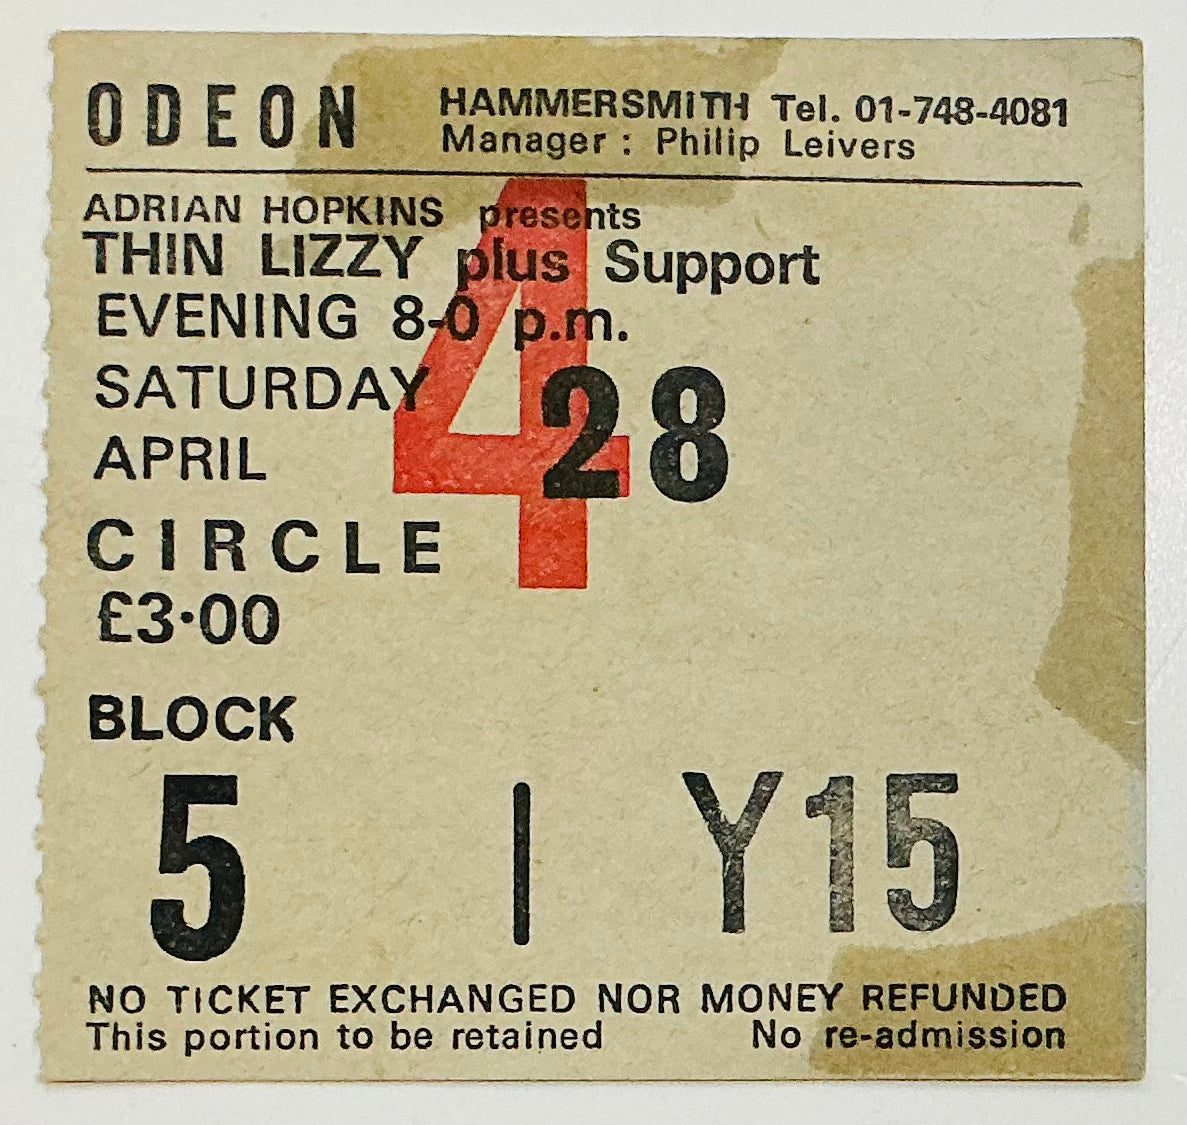 ODEON HAMMERSMITH Tel. 01-748-4081
Manager : Philip Leivers
ADRIAN HOPKINS presents
THIN LIZZY plus Support
EVENING 8-0 p.m.
4
SATURDAY 28
APRIL
CIRCLE
£3·00
BLOCK
5 | Y15
NO TICKET EXCHANGED NOR MONEY REFUNDED
This portion to be retained No re-admission